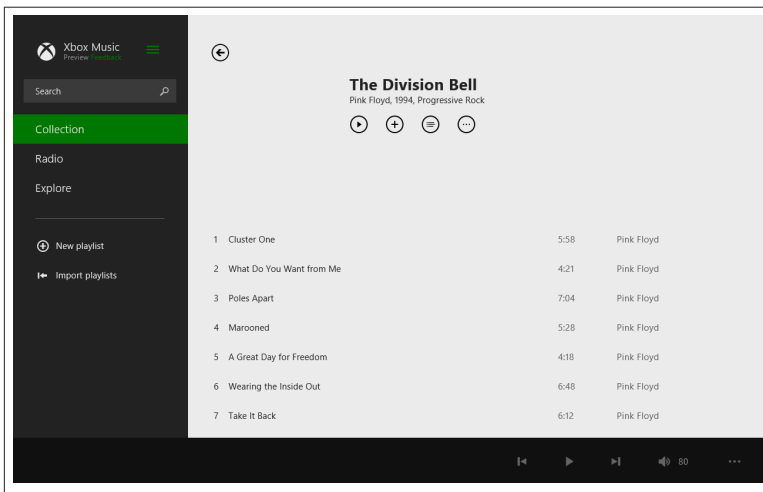 Xbox Music
Preview Feedback
Search
Collection
Radio
Explore
New playlist
Import playlists
The Division Bell
Pink Floyd, 1994, Progressive Rock
1 Cluster One 5:58 Pink Floyd
2 What Do You Want from Me 4:21 Pink Floyd
3 Poles Apart 7:04 Pink Floyd
4 Marooned 5:28 Pink Floyd
5 A Great Day for Freedom 4:18 Pink Floyd
6 Wearing the Inside Out 6:48 Pink Floyd
7 Take It Back 6:12 Pink Floyd
80